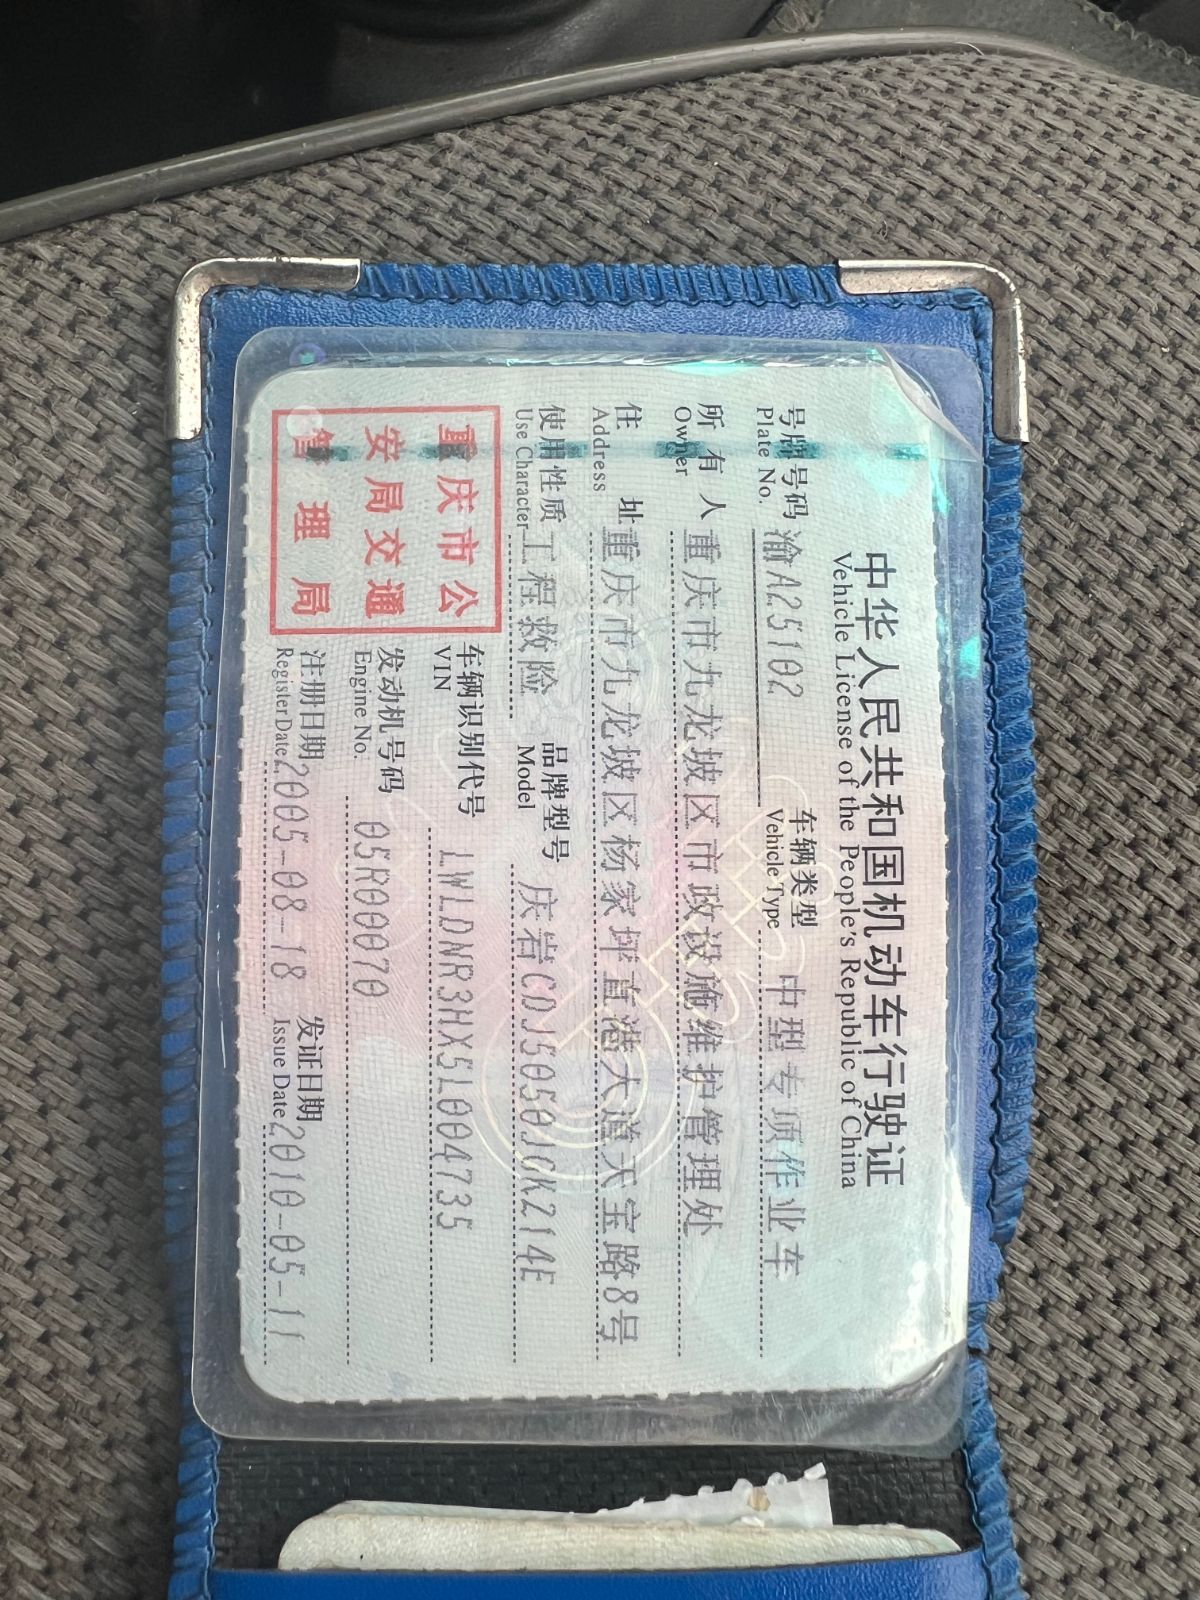 中华人民共和国机动车行驶证
Vehicle License of the People's Republic of China
号牌号码 渝A25102 车辆类型 中型专项作业车
Plate No. Vehicle Type
所有人 重庆市九龙坡区市政设施维护管理处
Owner
住址 重庆市九龙坡区杨家坪直港大道天宝路8号
Address
使用性质 工程救险 品牌型号 庆岩CDJ5050JGK214E
Use Character Model
重庆市公
安局交通
管理局
车辆识别代号 LWLDNR3HX5L004735
VIN
发动机号码 05R00070
Engine No.
注册日期 2005-08-18 发证日期 2010-05-11
Register Date Issue Date